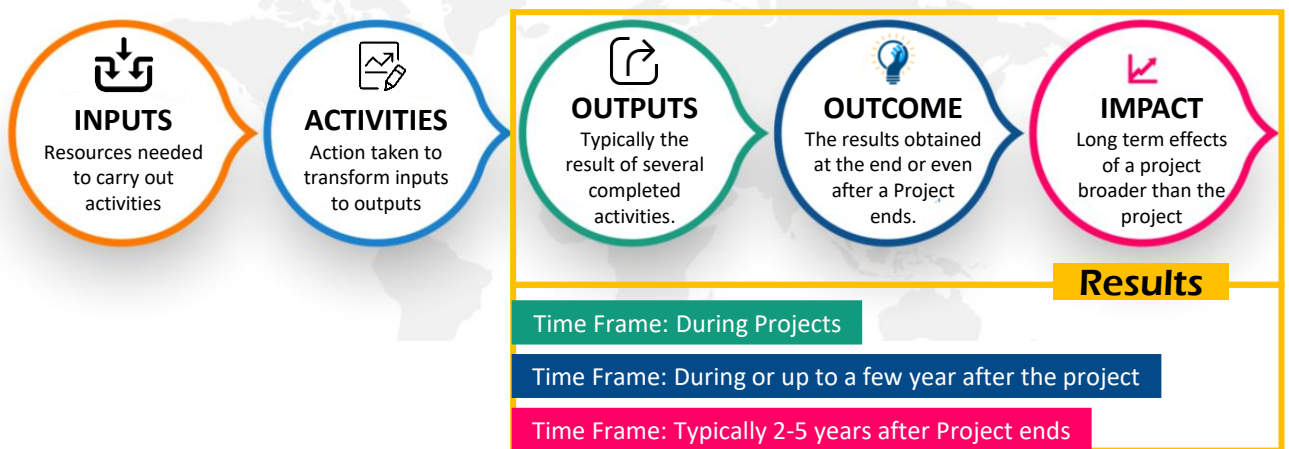 INPUTS
Resources needed
to carry out
activities
ACTIVITIES
Action taken to
transform inputs
to outputs
OUTPUTS
Typically the
result of several
completed
activities.
OUTCOME
The results obtained
at the end or even
after a Project
ends.
IMPACT
Long term effects
of a project
broader than the
project
Results
Time Frame: During Projects
Time Frame: During or up to a few year after the project
Time Frame: Typically 2-5 years after Project ends